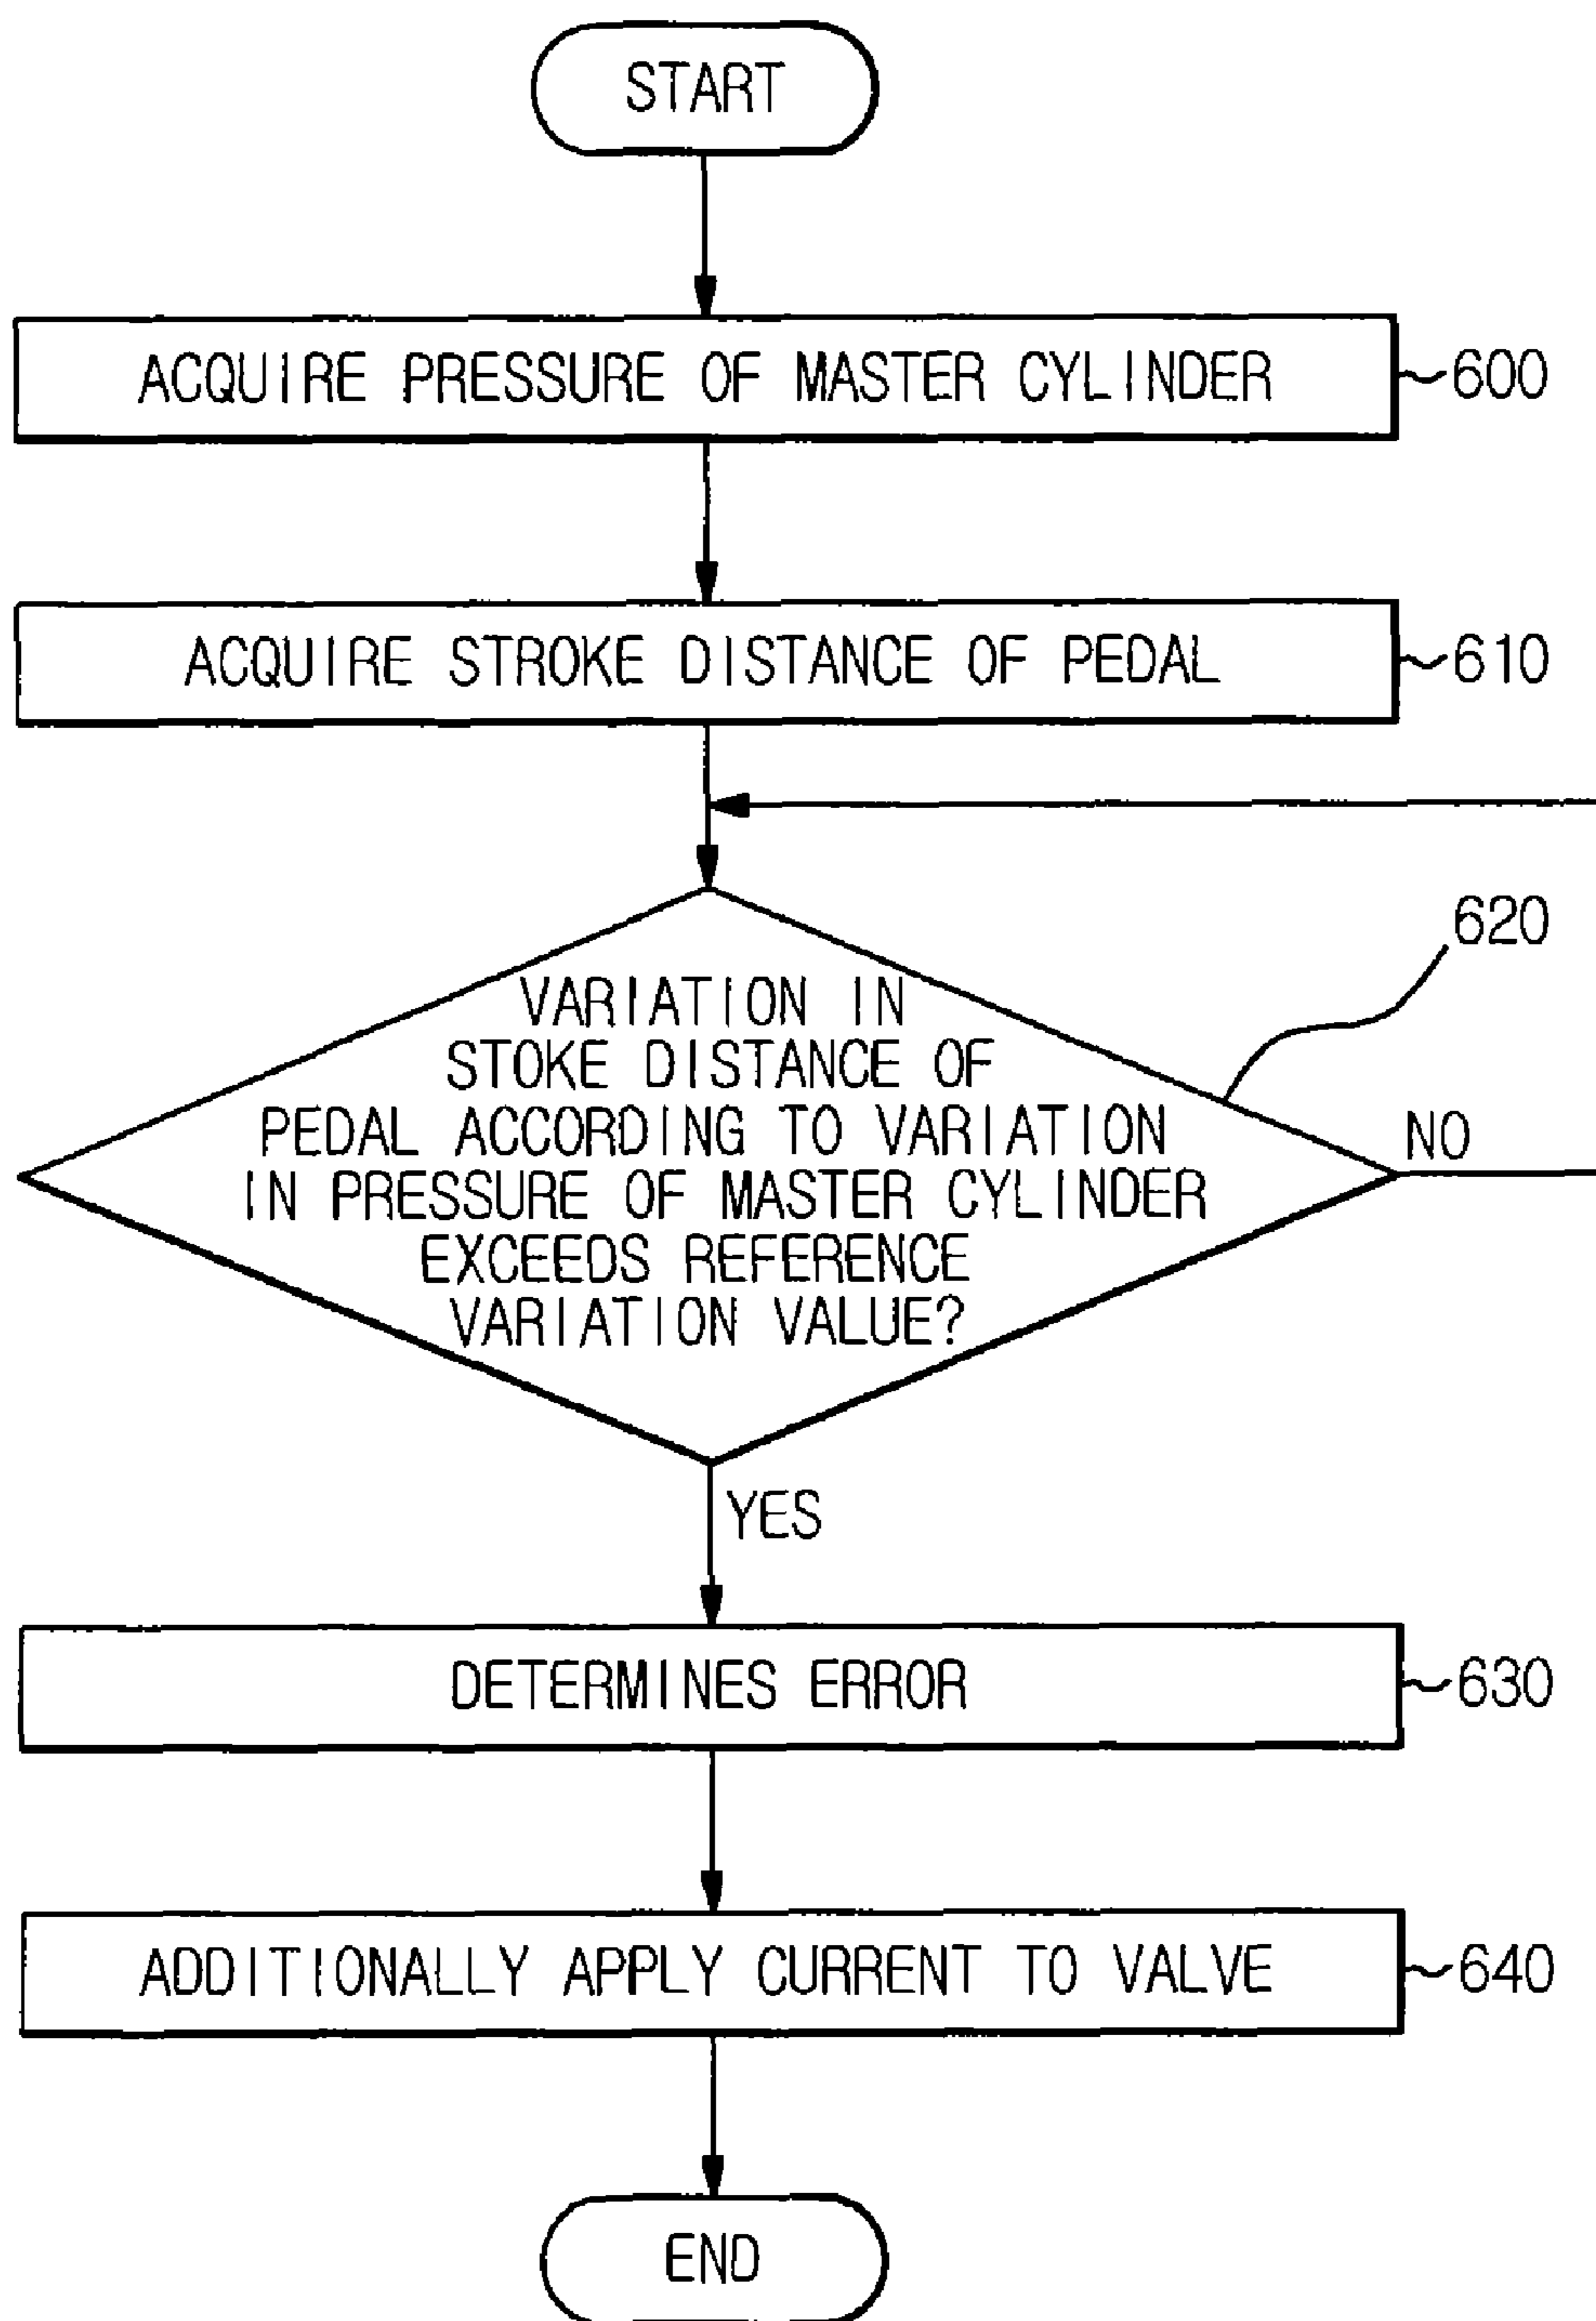 START
ACQUIRE PRESSURE OF MASTER CYLINDER
600
ACQUIRE STROKE DISTANCE OF PEDAL
610
620
VARIATION IN
STOKE DISTANCE OF
PEDAL ACCORDING TO VARIATION
IN PRESSURE OF MASTER CYLINDER
EXCEEDS REFERENCE
VARIATION VALUE?
NO
YES
DETERMINES ERROR
630
ADDITIONALLY APPLY CURRENT TO VALVE
640
END